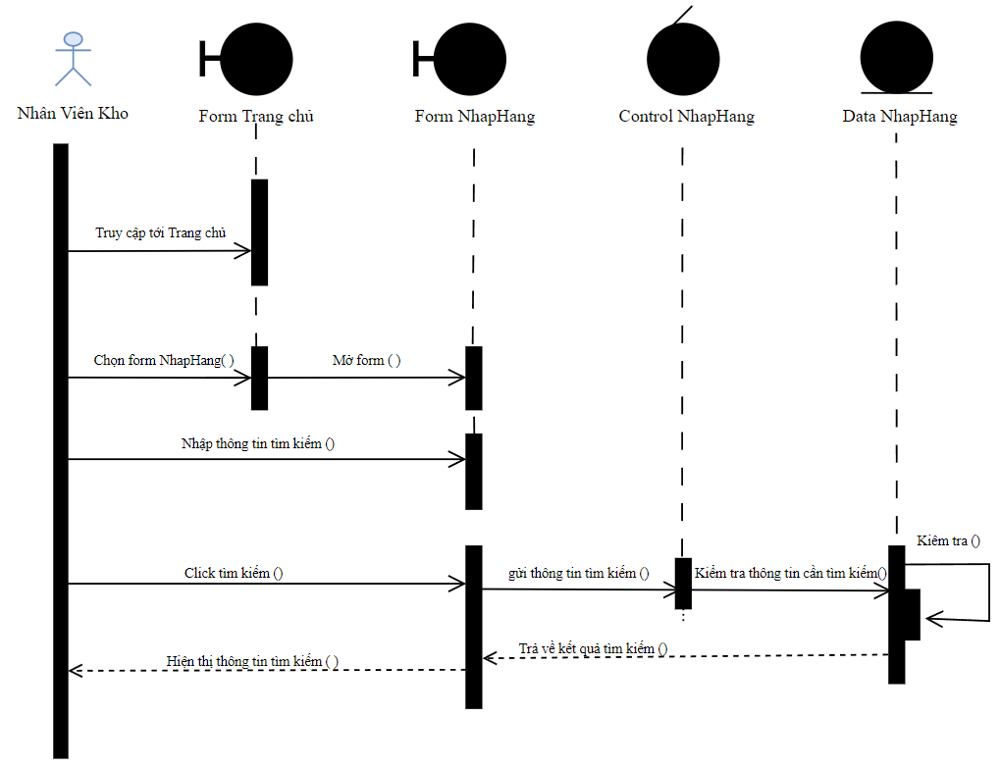 Nhân Viên Kho
Form Trang chủ
Form NhapHang
Control NhapHang
Data NhapHang
Truy cập tới Trang chủ
Chọn form NhapHang( )
Mở form ( )
Nhập thông tin tìm kiếm ()
Kiêm tra ()
Click tìm kiếm ()
gửi thông tin tìm kiếm ()
Kiểm tra thông tin cần tìm kiếm()
Trả về kết quả tìm kiếm ()
Hiện thị thông tin tìm kiếm ( )